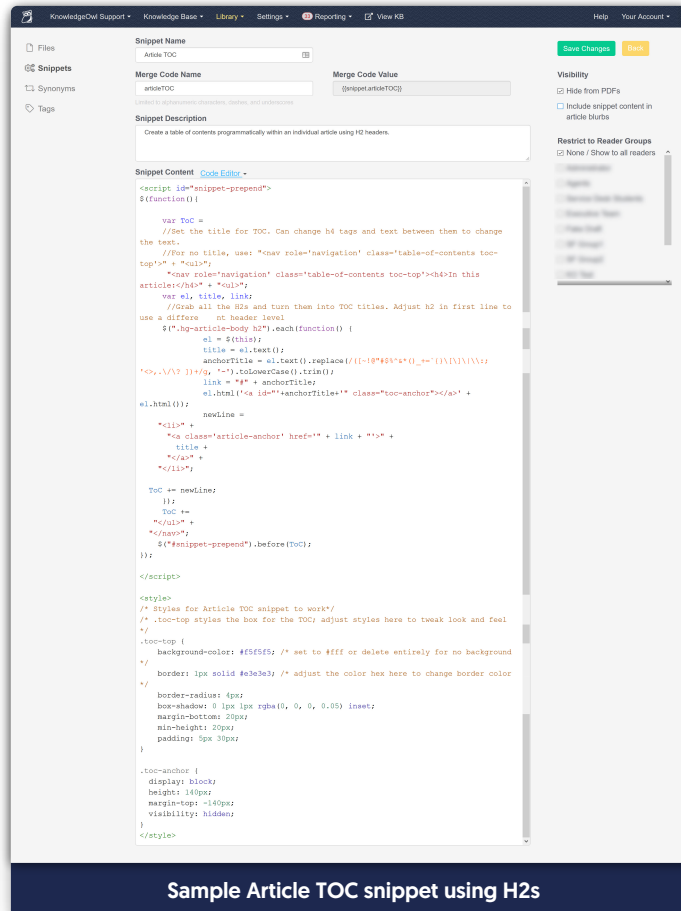 KnowledgeOwl Support Knowledge Base Library Settings 33 Reporting View KB Help Your Account
Files
Snippets
Synonyms
Tags
Snippet Name
Article TOC
Merge Code Name
articleTOC
Limited to alphanumeric characters, dashes, and underscores
Merge Code Value
{{snippet.articleTOC}}
Snippet Description
Create a table of contents programmatically within an individual article using H2 headers.
Snippet Content Code Editor
<script id="snippet-prepend">
$(function(){
var ToC =
//Set the title for TOC. Can change h4 tags and text between them to change
the text.
//For no title, use: "<nav role='navigation' class='table-of-contents toc-
top'>" + "<ul>";
"<nav role='navigation' class='table-of-contents toc-top'><h4>In this
article:</h4>" + "<ul>";
var el, title, link;
//Grab all the H2s and turn them into TOC titles. Adjust h2 in first line to
use a differe nt header level
$(".hg-article-body h2").each(function() {
el = $(this);
title = el.text();
anchorTitle = el.text().replace(/([~!@"#$%^&*()_+=`{}\[\]\|\\:;
'<>,.\/\? ])+/g, '-').toLowerCase().trim();
link = "#" + anchorTitle;
el.html('<a id="'+anchorTitle+'" class="toc-anchor"></a>' +
el.html());
newLine =
"<li>" +
"<a class='article-anchor' href='" + link + "'>" +
title +
"</a>" +
"</li>";
ToC += newLine;
});
ToC +=
"</ul>" +
"</nav>";
$("#snippet-prepend").before(ToC);
});
</script>
<style>
/* Styles for Article TOC snippet to work*/
/* .toc-top styles the box for the TOC; adjust styles here to tweak look and feel
*/
.toc-top {
background-color: #f5f5f5; /* set to #fff or delete entirely for no background
*/
border: 1px solid #e3e3e3; /* adjust the color hex here to change border color
*/
border-radius: 4px;
box-shadow: 0 1px 1px rgba(0, 0, 0, 0.05) inset;
margin-bottom: 20px;
min-height: 20px;
padding: 5px 30px;
}
.toc-anchor {
display: block;
height: 140px;
margin-top: -140px;
visibility: hidden;
}
</style>
Save Changes Back
Visibility
Hide from PDFs
Include snippet content in
article blurbs
Restrict to Reader Groups
None / Show to all readers
Sample Article TOC snippet using H2s